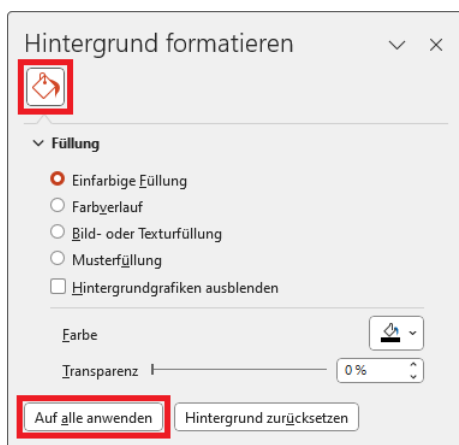 Hintergrund formatieren
Füllung
Einfarbige Füllung
Farbverlauf
Bild- oder Texturfüllung
Musterfüllung
Hintergrundgrafiken ausblenden
Farbe
Transparenz 0 %
Auf alle anwenden Hintergrund zurücksetzen